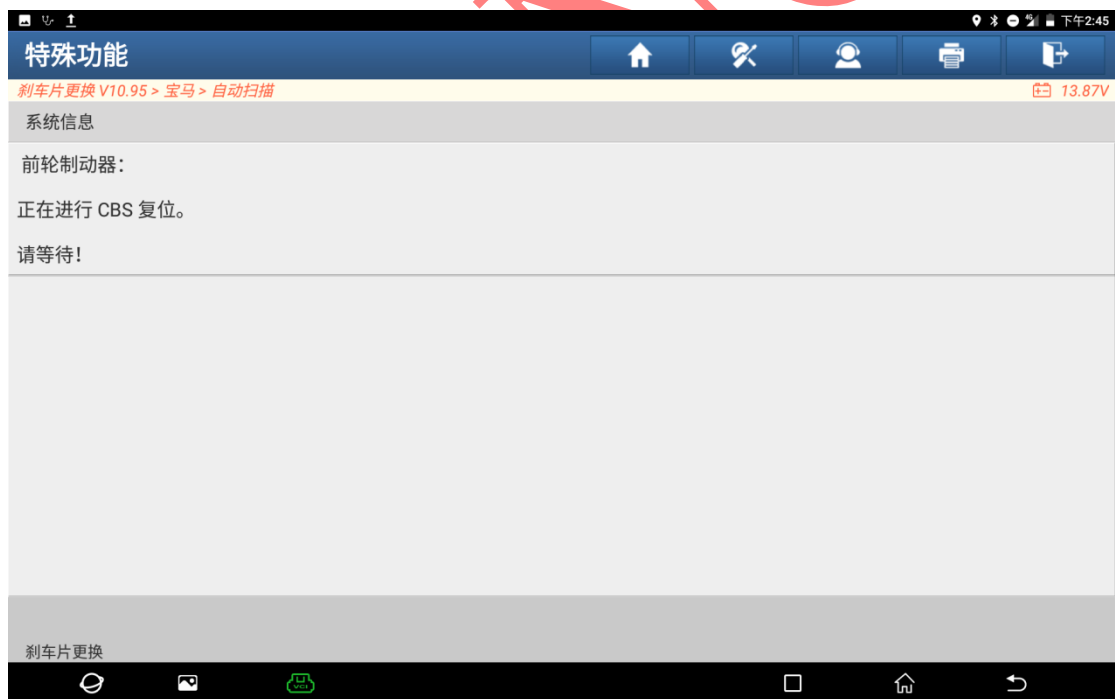 下午2:45
特殊功能
刹车片更换 V10.95 > 宝马 > 自动扫描
13.87V
系统信息
前轮制动器：
正在进行 CBS 复位。
请等待！
刹车片更换
VCI